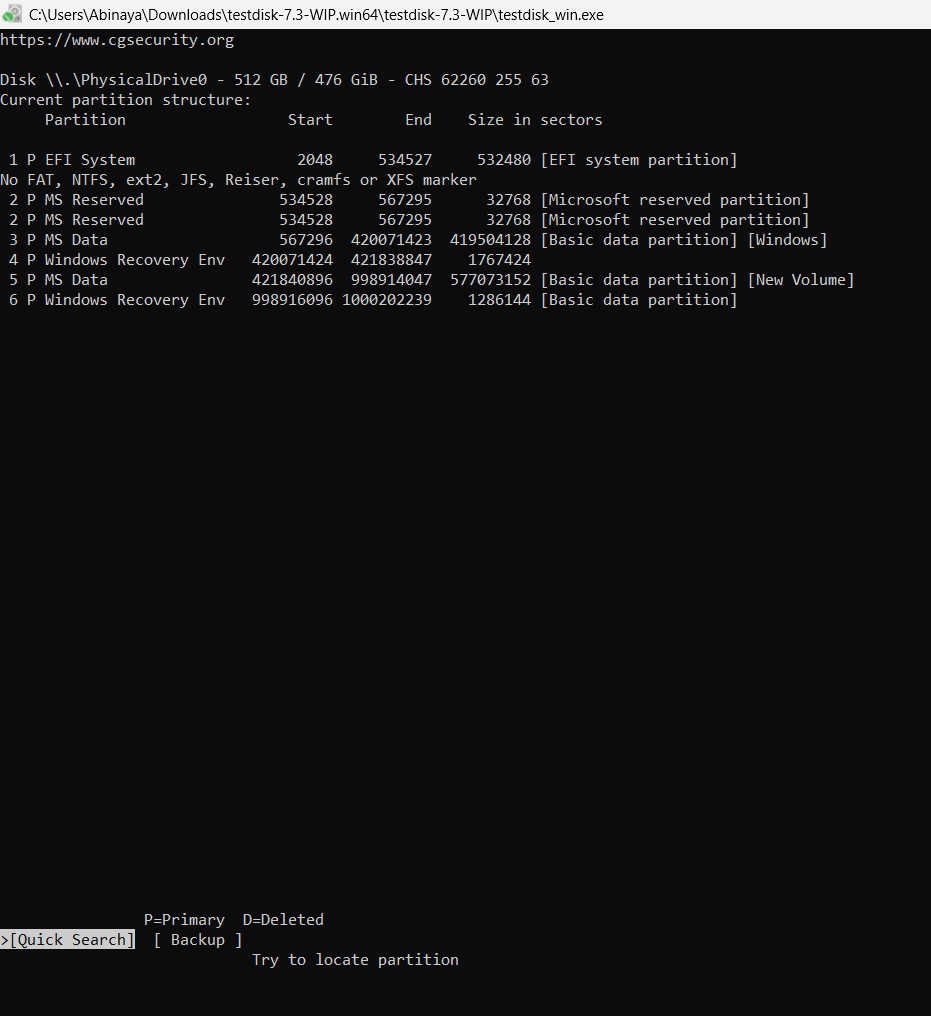 C:\Users\Abinaya\Downloads\testdisk-7.3-WIP.win64\testdisk-7.3-WIP\testdisk_win.exe
https://www.cgsecurity.org
Disk \\.\PhysicalDrive0 - 512 GB / 476 GiB - CHS 62260 255 63
Current partition structure:
     Partition                  Start        End    Size in sectors
 1 P EFI System                  2048     534527     532480 [EFI system partition]
No FAT, NTFS, ext2, JFS, Reiser, cramfs or XFS marker
 2 P MS Reserved               534528     567295      32768 [Microsoft reserved partition]
 2 P MS Reserved               534528     567295      32768 [Microsoft reserved partition]
 3 P MS Data                   567296  420071423  419504128 [Basic data partition] [Windows]
 4 P Windows Recovery Env   420071424  421838847    1767424
 5 P MS Data                421840896  998914047  577073152 [Basic data partition] [New Volume]
 6 P Windows Recovery Env   998916096 1000202239    1286144 [Basic data partition]
                P=Primary  D=Deleted
>[Quick Search]  [ Backup ]
                            Try to locate partition